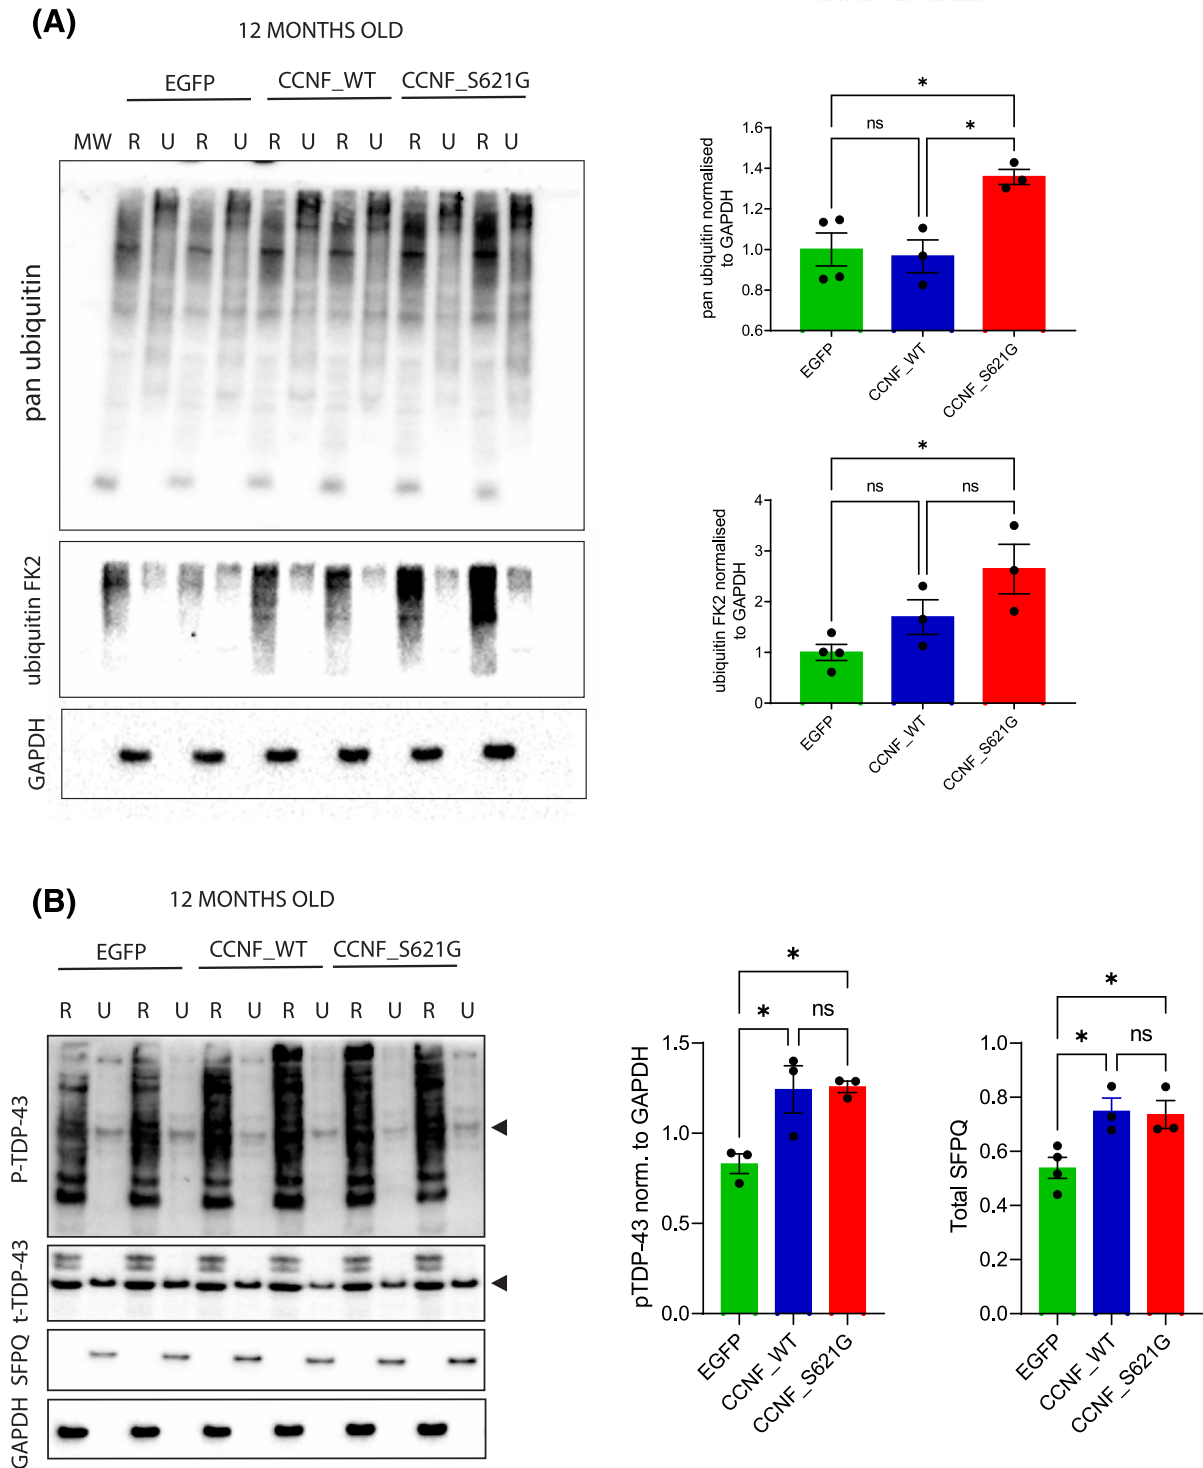 (A)
12 MONTHS OLD
EGFP CCNF_WT CCNF_S621G
MW R U R U R U R U R U R U
pan ubiquitin
ubiquitin FK2
GAPDH
pan ubiquitin normalised
to GAPDH
1.6
1.4
1.2
1.0
0.8
0.6
*
ns *
EGFP
CCNF_WT
CCNF_S621G
ubiquitin FK2 normalised
to GAPDH
4
3
2
1
0
*
ns ns
EGFP
CCNF_WT
CCNF_S621G
(B)
12 MONTHS OLD
EGFP CCNF_WT CCNF_S621G
R U R U R U R U R U R U
P-TDP-43
t-TDP-43
SFPQ
GAPDH
pTDP-43 norm. to GAPDH
1.5
1.0
0.5
0.0
*
* ns
EGFP
CCNF_WT
CCNF_S621G
Total SFPQ
1.0
0.8
0.6
0.4
0.2
0.0
*
* ns
EGFP
CCNF_WT
CCNF_S621G